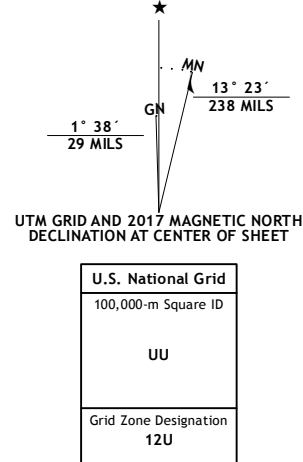 MN
13° 23´
238 MILS
GN
1° 38´
29 MILS
UTM GRID AND 2017 MAGNETIC NORTH
DECLINATION AT CENTER OF SHEET
U.S. National Grid
100,000-m Square ID
UU
Grid Zone Designation
12U